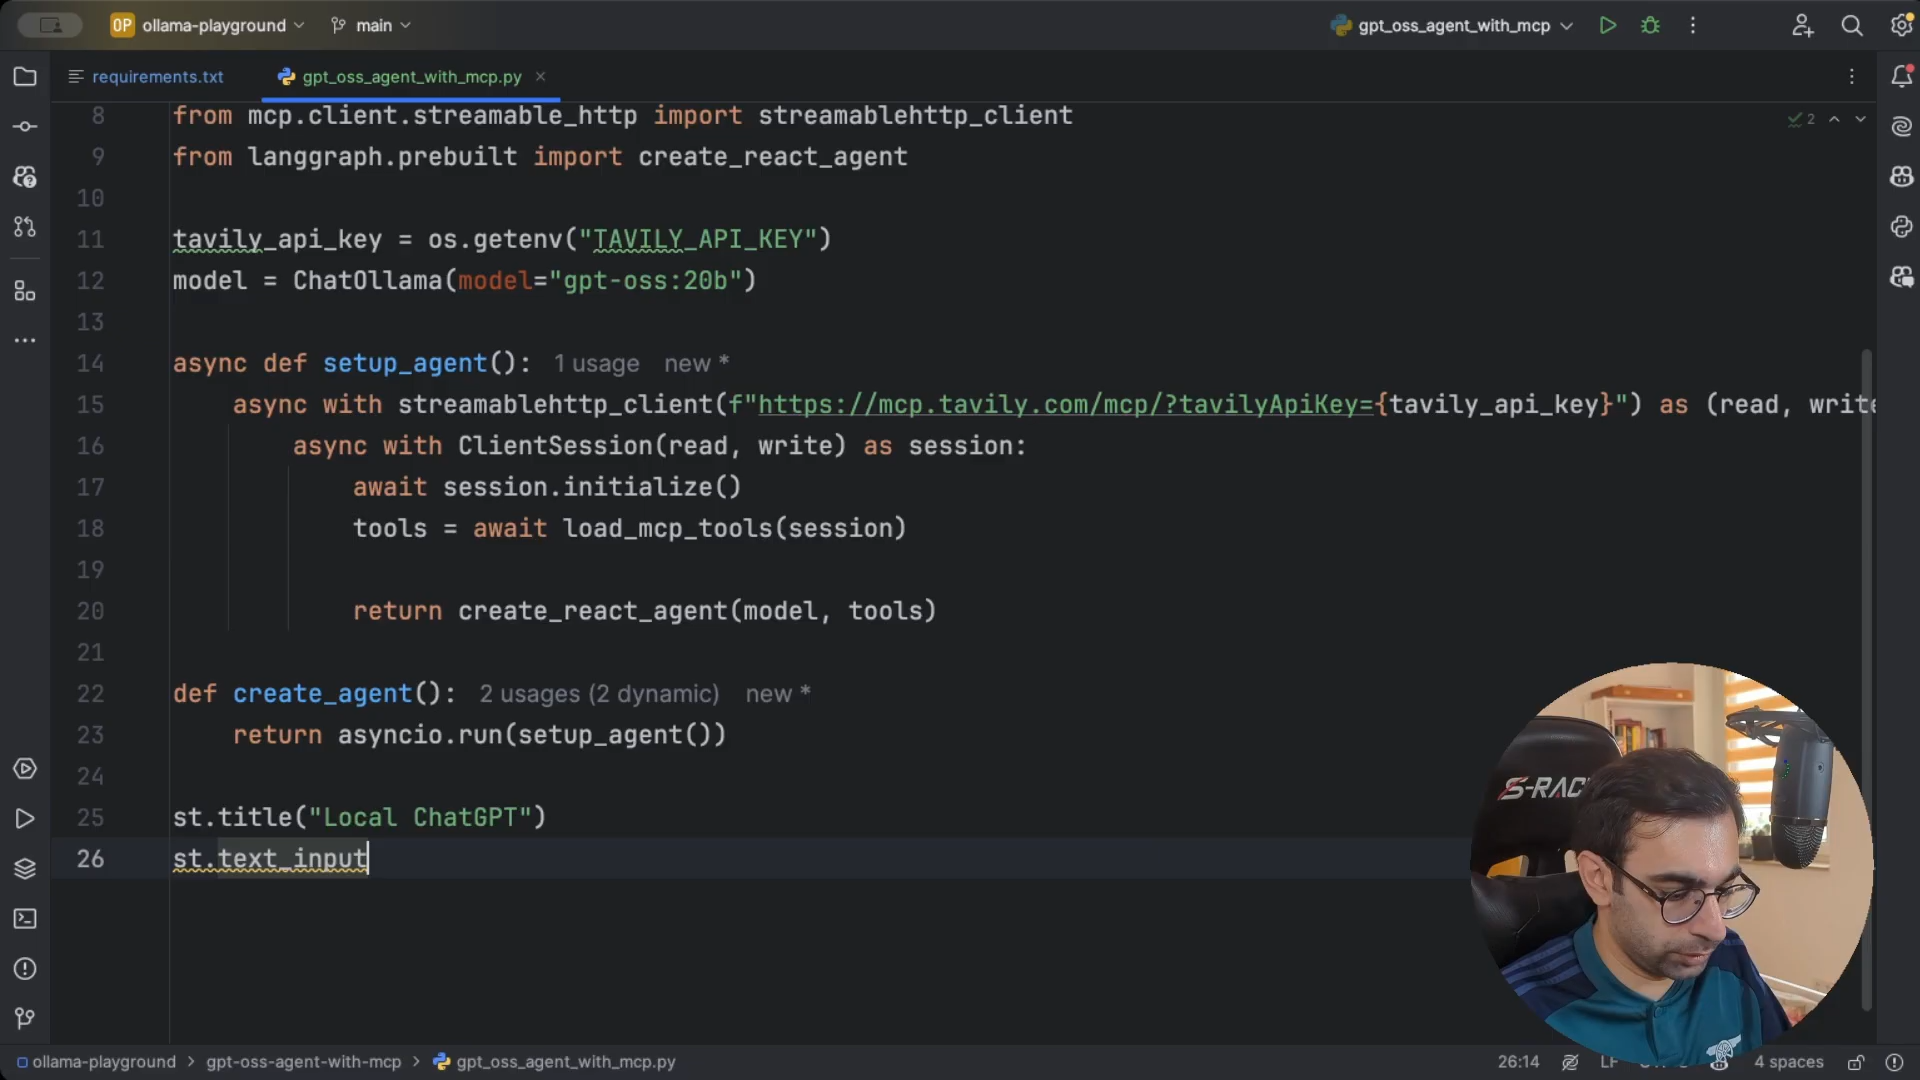 OP ollama-playground main gpt_oss_agent_with_mcp
requirements.txt gpt_oss_agent_with_mcp.py
8 from mcp.client.streamable_http import streamablehttp_client 2
9 from langgraph.prebuilt import create_react_agent
10
11 tavily_api_key = os.getenv("TAVILY_API_KEY")
12 model = ChatOllama(model="gpt-oss:20b")
13
14 async def setup_agent(): 1 usage new *
15 async with streamablehttp_client(f"https://mcp.tavily.com/mcp/?tavilyApiKey={tavily_api_key}") as (read, write
16 async with ClientSession(read, write) as session:
17 await session.initialize()
18 tools = await load_mcp_tools(session)
19
20 return create_react_agent(model, tools)
21
22 def create_agent(): 2 usages (2 dynamic) new *
23 return asyncio.run(setup_agent())
24
25 st.title("Local ChatGPT")
26 st.text_input
S-RAC
ollama-playground > gpt-oss-agent-with-mcp > gpt_oss_agent_with_mcp.py 26:14 LF 4 spaces